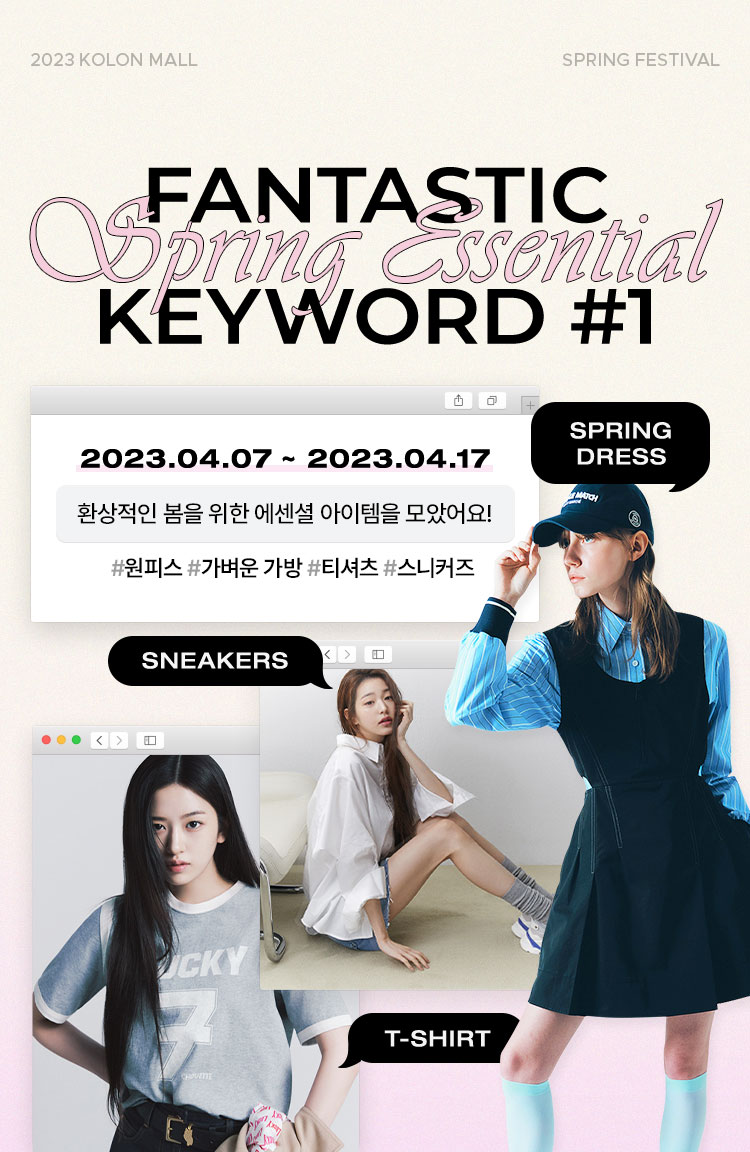 2023 KOLON MALL
SPRING FESTIVAL
FANTASTIC
Spring Essential
KEYWORD #1
2023.04.07 ~ 2023.04.17
환상적인 봄을 위한 에센셜 아이템을 모았어요!
#원피스 #가벼운 가방 #티셔츠 #스니커즈
SPRING
DRESS
MATCH
SNEAKERS
LUCKY
7
T-SHIRT